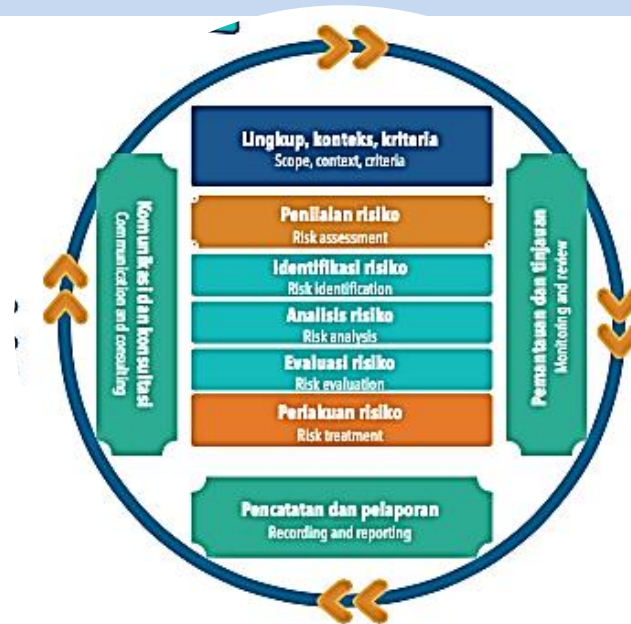 Lingkup, konteks, kriteria
Scope, context, criteria
Komunikasi dan konsultasi
Communication and consulting
Penilaian risiko
Risk assessment
Identifikasi risiko
Risk identification
Analisis risiko
Risk analysis
Evaluasi risiko
Risk evaluation
Perlakuan risiko
Risk treatment
Pemantauan dan tinjauan
Monitoring and review
Pencatatan dan pelaporan
Recording and reporting